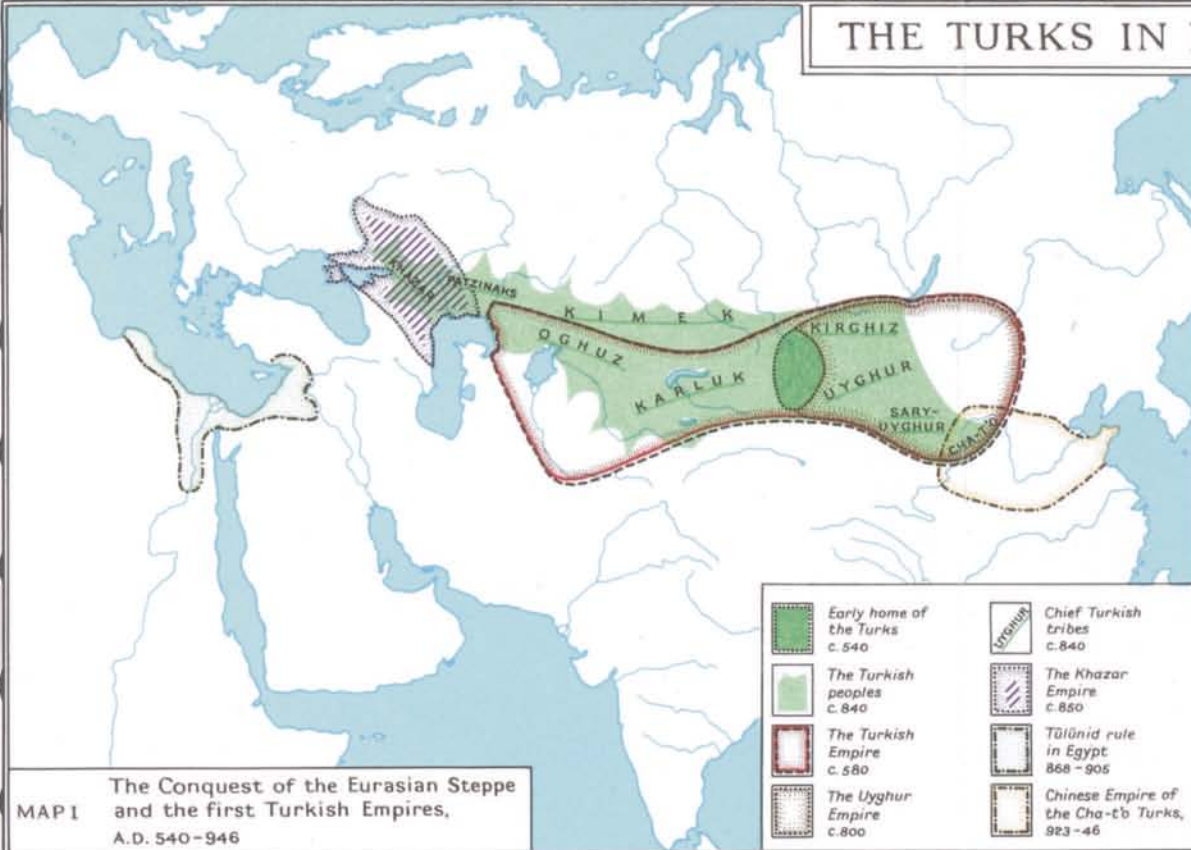 THE TURKS IN
KHAZAR
PATZINAKS
KIMEK
OGHUZ
KARLUK
KIRGHIZ
UYGHUR
SARY-
UYGHUR
CHA-T'O
Early home of
the Turks
c. 540
The Turkish
peoples
c. 840
The Turkish
Empire
c. 580
The Uyghur
Empire
c. 800
UYGHUR
Chief Turkish
tribes
c. 840
The Khazar
Empire
c. 850
Tūlūnid rule
in Egypt
868 – 905
Chinese Empire of
the Cha-t'o Turks,
923-46
MAP I
The Conquest of the Eurasian Steppe
and the first Turkish Empires,
A.D. 540-946